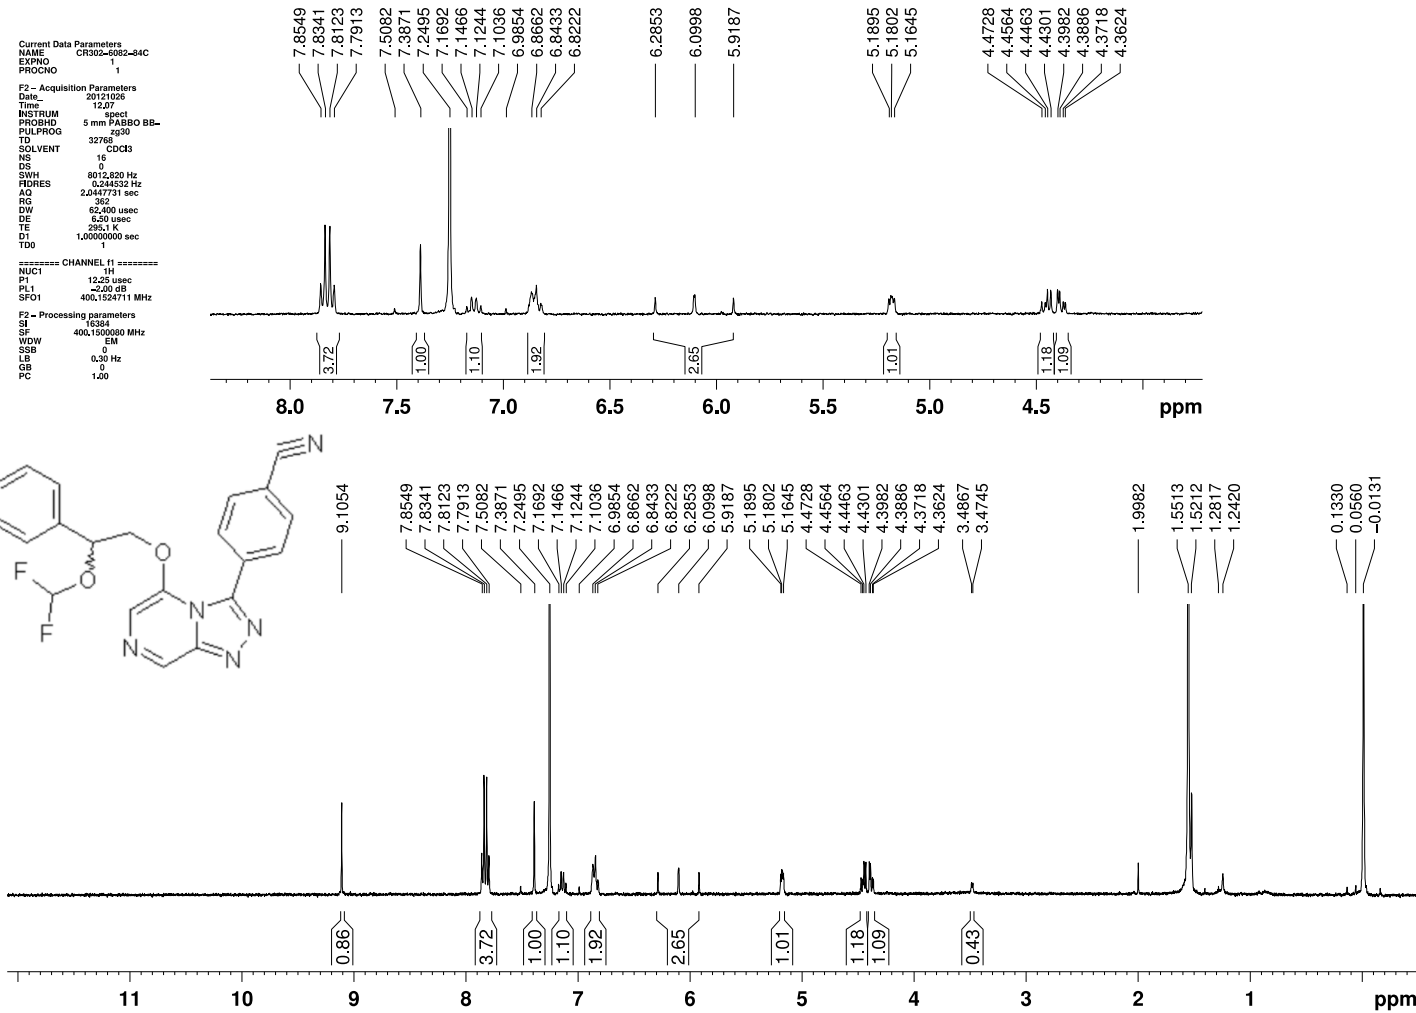 Current Data Parameters
NAME CR302-6082-84C
EXPNO 1
PROCNO 1
F2 - Acquisition Parameters
Date_ 20121026
Time 12.07
INSTRUM spect
PROBHD 5 mm PABBO BB-
PULPROG zg30
TD 32768
SOLVENT CDCl3
NS 16
DS 0
SWH 8012.820 Hz
FIDRES 0.244532 Hz
AQ 2.0447731 sec
RG 362
DW 62.400 usec
DE 6.50 usec
TE 295.1 K
D1 1.00000000 sec
TD0 1
======== CHANNEL f1 ========
NUC1 1H
P1 12.25 usec
PL1 -2.00 dB
SFO1 400.1524711 MHz
F2 - Processing parameters
SI 16384
SF 400.1500080 MHz
WDW EM
SSB 0
LB 0.30 Hz
GB 0
PC 1.00
7.8549
7.8341
7.8123
7.7913
7.5082
7.3871
7.2495
7.1692
7.1466
7.1244
7.1036
6.9854
6.8662
6.8433
6.8222
6.2853
6.0998
5.9187
5.1895
5.1802
5.1645
4.4728
4.4564
4.4463
4.4301
4.3982
4.3886
4.3718
4.3624
3.72
1.00
1.10
1.92
2.65
1.01
1.18
1.09
8.0 7.5 7.0 6.5 6.0 5.5 5.0 4.5 ppm
N
O
F
O
F
N
N
N
N
9.1054
7.8549
7.8341
7.8123
7.7913
7.5082
7.3871
7.2495
7.1692
7.1466
7.1244
7.1036
6.9854
6.8662
6.8433
6.8222
6.2853
6.0998
5.9187
5.1895
5.1802
5.1645
4.4728
4.4564
4.4463
4.4301
4.3982
4.3886
4.3718
4.3624
3.4867
3.4745
1.9982
1.5513
1.5212
1.2817
1.2420
0.1330
0.0560
-0.0131
0.86
3.72
1.00
1.10
1.92
2.65
1.01
1.18
1.09
0.43
11 10 9 8 7 6 5 4 3 2 1 ppm